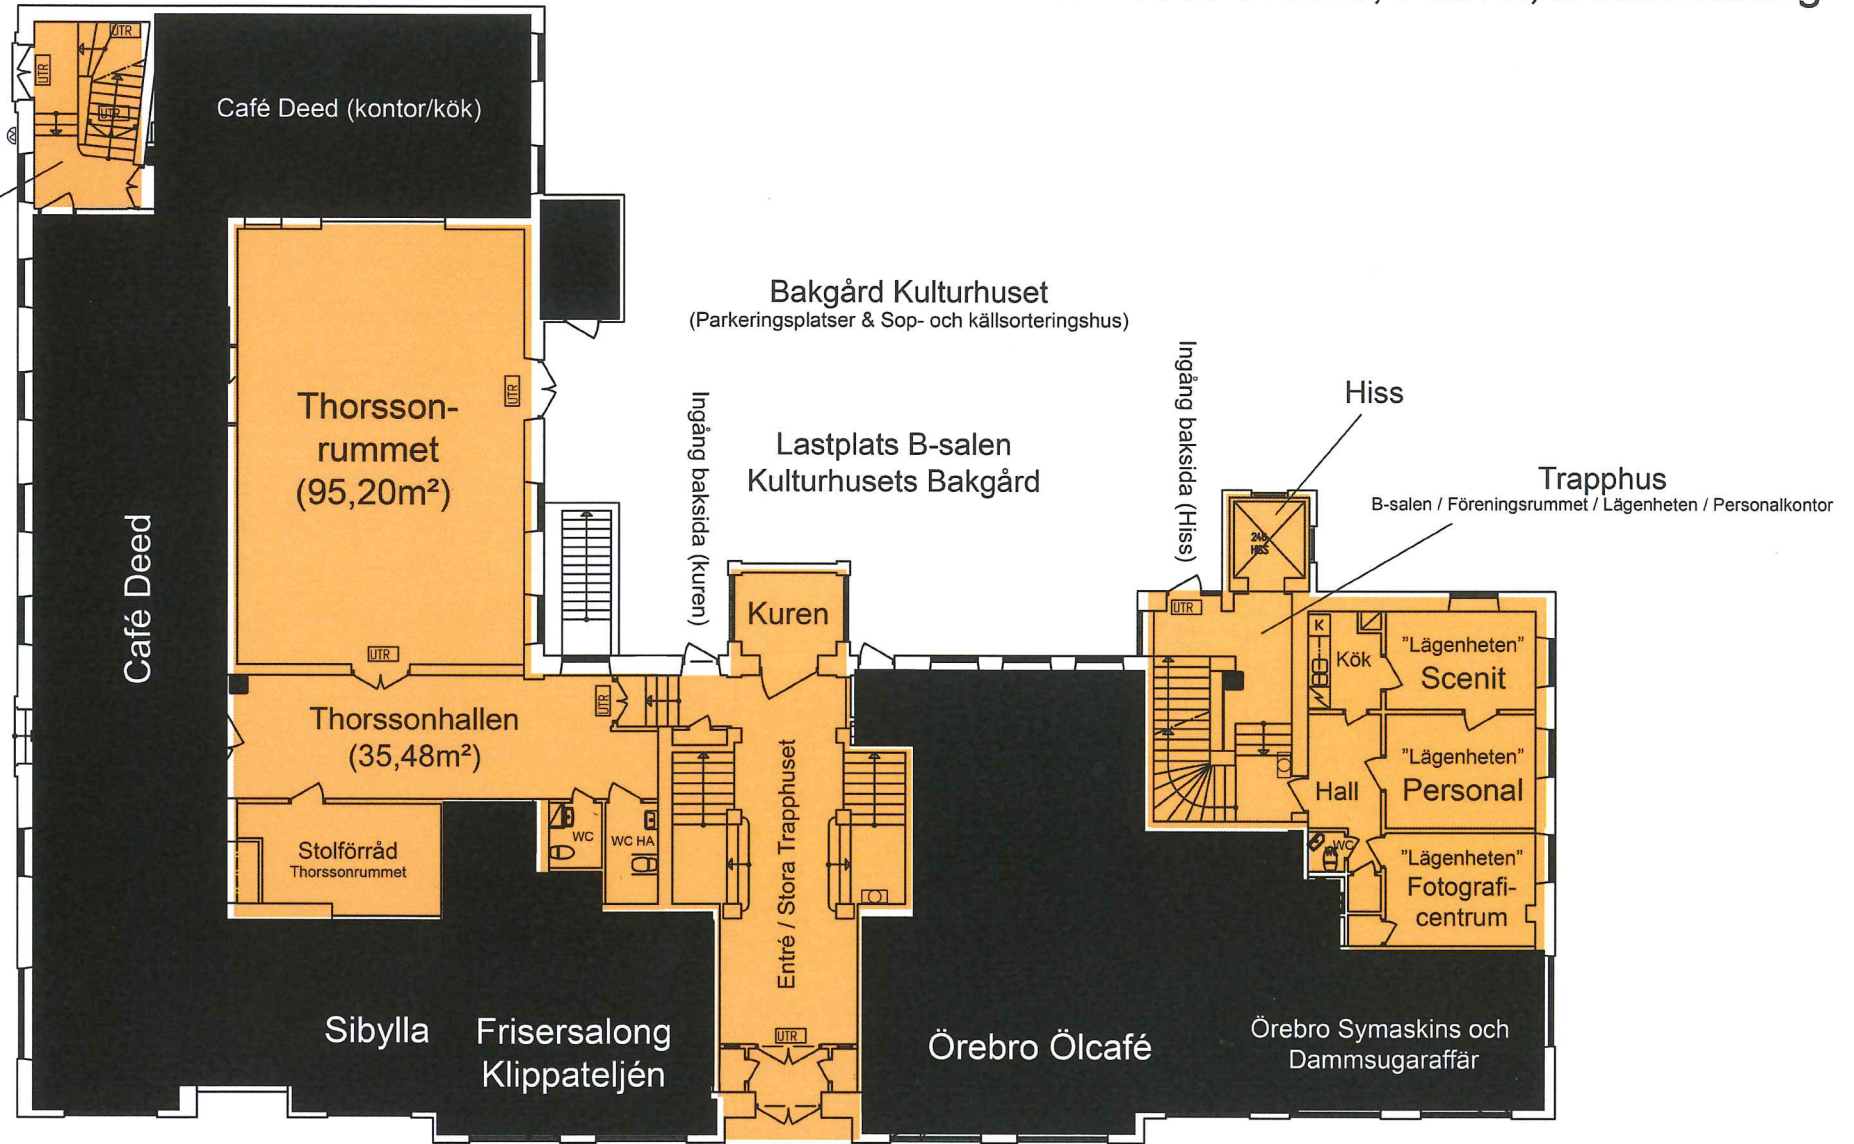 UTR
UTR
UTR
Café Deed (kontor/kök)
Bakgård Kulturhuset
(Parkeringsplatser & Sop- och källsorteringshus)
Ingång baksida (kuren)
Ingång baksida (Hiss)
Hiss
Thorsson-
rummet
(95,20m²)
UTR
Lastplats B-salen
Kulturhusets Bakgård
Trapphus
B-salen / Föreningsrummet / Lägenheten / Personalkontor
HISS
Café Deed
Kuren
UTR
UTR
K
Kök
"Lägenheten"
Scenit
Thorssonhallen
(35,48m²)
UTR
Entré / Stora Trapphuset
"Lägenheten"
Personal
Hall
WC
WC HA
Stolförråd
Thorssonrummet
WC
"Lägenheten"
Fotografi-
centrum
UTR
Sibylla
Frisersalong
Klippateljén
Örebro Ölcafé
Örebro Symaskins och
Dammsugaraffär